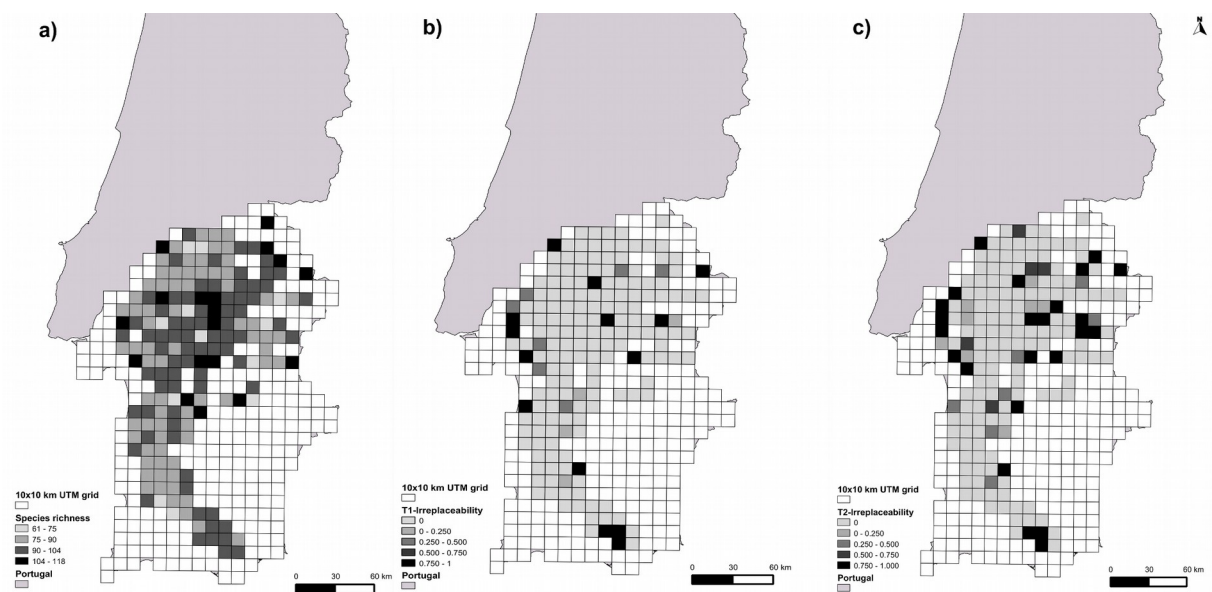 a)
10x10 km UTM grid
Species richness
61 - 75
75 - 90
90 - 104
104 - 118
Portugal
0 30 60 km
b)
10x10 km UTM grid
T1-Irreplaceability
0
0 - 0.250
0.250 - 0.500
0.500 - 0.750
0.750 - 1
Portugal
0 30 60 km
c)
N
10x10 km UTM grid
T2-Irreplaceability
0
0 - 0.250
0.250 - 0.500
0.500 - 0.750
0.750 - 1.000
Portugal
0 30 60 km